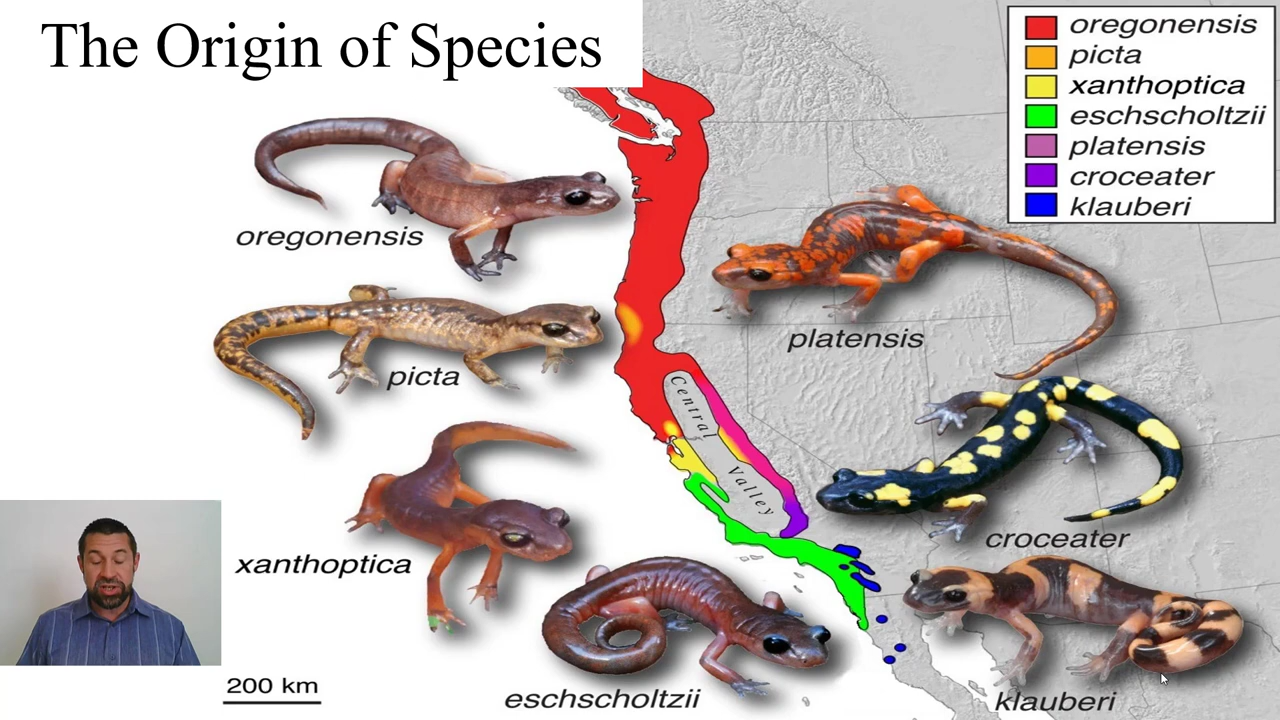 The Origin of Species
oregonensis
picta
xanthoptica
eschscholtzii
platensis
croceater
klauberi
oregonensis
picta
xanthoptica
eschscholtzii
platensis
croceater
klauberi
Central
Valley
200 km